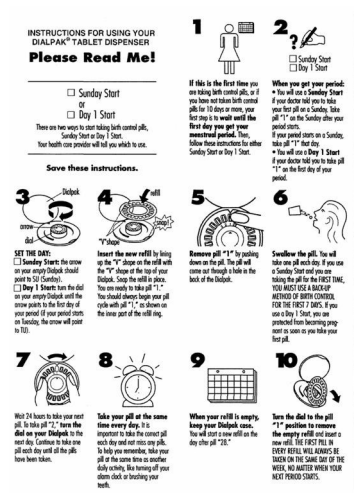 INSTRUCTIONS FOR USING YOUR
DIALPAK® TABLET DISPENSER
Please Read Me!
Sunday Start
or
Day 1 Start
There are two ways to start taking birth control pills,
Sunday Start or Day 1 Start.
Your health care provider will tell you which to use.
Save these instructions.
1
If this is the first time you
are taking birth control pills, or if
you have not taken birth control
pills for 10 days or more, your
first step is to wait until the
first day you get your
menstrual period. Then,
follow these instructions for either
Sunday Start or Day 1 Start.
2
Sunday Start
Day 1 Start
When you get your period:
• You will use a Sunday Start
if your doctor told you to take
your first pill on a Sunday. Take
pill "1" on the Sunday after your
period starts.
If your period starts on a Sunday,
take pill "1" that day.
• You will use a Day 1 Start
if your doctor told you to take pill
"1" on the first day of your
period.
3
Dialpak
arrow
dial
SET THE DAY:
Sunday Start: the arrow
on your empty Dialpak should
point to SU (Sunday).
Day 1 Start: turn the dial
on your empty Dialpak until the
arrow points to the first day of
your period (if your period starts
on Tuesday, the arrow will point
to TU).
4
refill
snap!
"V" shape
Insert the new refill by lining
up the "V" shape on the refill with
the "V" shape at the top of your
Dialpak. Snap the refill in place.
You are ready to take pill "1."
You should always begin your pill
cycle with pill "1," as shown on
the inner part of the refill ring.
5
Remove pill "1" by pushing
down on the pill. The pill will
come out through a hole in the
back of the Dialpak.
6
Swallow the pill. You will
take one pill each day. If you use
a Sunday Start and you are
taking the pill for the FIRST TIME,
YOU MUST USE A BACK-UP
METHOD OF BIRTH CONTROL
FOR THE FIRST 7 DAYS. If you
use a Day 1 Start, you are
protected from becoming preg-
nant as soon as you take your
first pill.
7
Wait 24 hours to take your next
pill. To take pill "2," turn the
dial on your Dialpak to the
next day. Continue to take one
pill each day until all the pills
have been taken.
8
Take your pill at the same
time every day. It is
important to take the correct pill
each day and not miss any pills.
To help you remember, take your
pill at the same time as another
daily activity, like turning off your
alarm clock or brushing your
teeth.
9
When your refill is empty,
keep your Dialpak case.
You will start a new refill on the
day after pill "28."
10
Turn the dial to the pill
"1" position to remove
the empty refill and insert a
new refill. THE FIRST PILL IN
EVERY REFILL WILL ALWAYS BE
TAKEN ON THE SAME DAY OF THE
WEEK, NO MATTER WHEN YOUR
NEXT PERIOD STARTS.